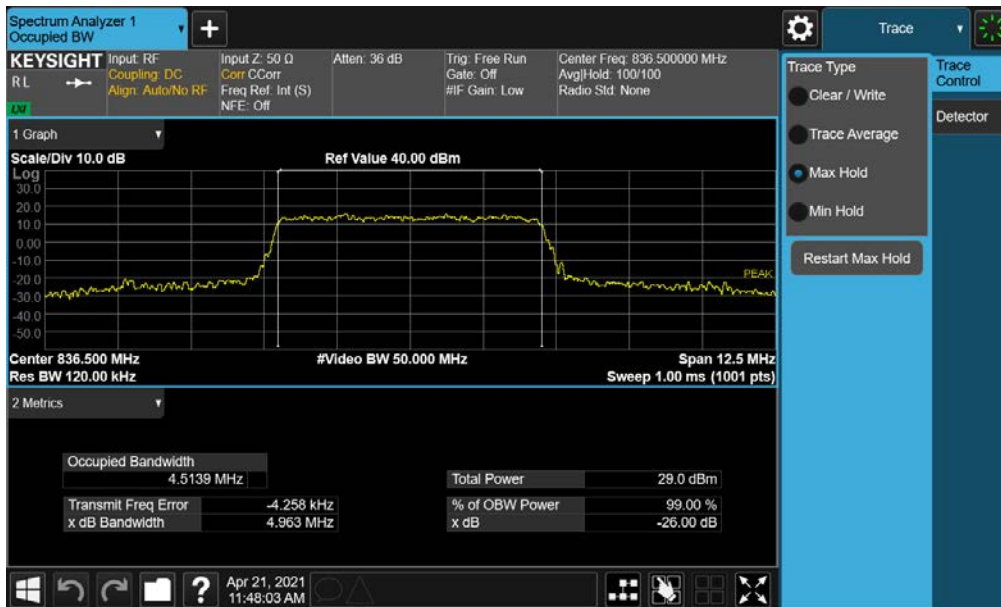 Spectrum Analyzer 1
Occupied BW
+
Trace
KEYSIGHT
R L
LXI
Input: RF
Coupling: DC
Align: Auto/No RF
Input Z: 50 Ω
Corr CCorr
Freq Ref: Int (S)
NFE: Off
Atten: 36 dB
Trig: Free Run
Gate: Off
#IF Gain: Low
Center Freq: 836.500000 MHz
Avg|Hold: 100/100
Radio Std: None
Trace Type
Clear / Write
Trace Average
Max Hold
Min Hold
Restart Max Hold
Trace
Control
Detector
1 Graph
Scale/Div 10.0 dB
Ref Value 40.00 dBm
Log
30.0
20.0
10.0
0.00
-10.0
-20.0
-30.0
-40.0
-50.0
PEAK
Center 836.500 MHz
#Video BW 50.000 MHz
Span 12.5 MHz
Res BW 120.00 kHz
Sweep 1.00 ms (1001 pts)
2 Metrics
Occupied Bandwidth
4.5139 MHz
Total Power 29.0 dBm
Transmit Freq Error -4.258 kHz
% of OBW Power 99.00 %
x dB Bandwidth 4.963 MHz
x dB -26.00 dB
?
Apr 21, 2021
11:48:03 AM